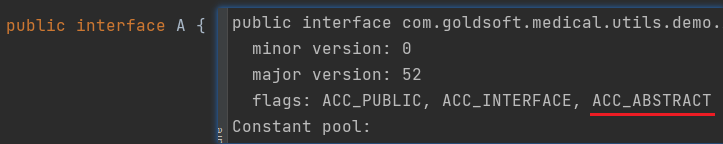 public interface A {
public interface com.goldsoft.medical.utils.demo.
minor version: 0
major version: 52
flags: ACC_PUBLIC, ACC_INTERFACE, ACC_ABSTRACT
Constant pool: